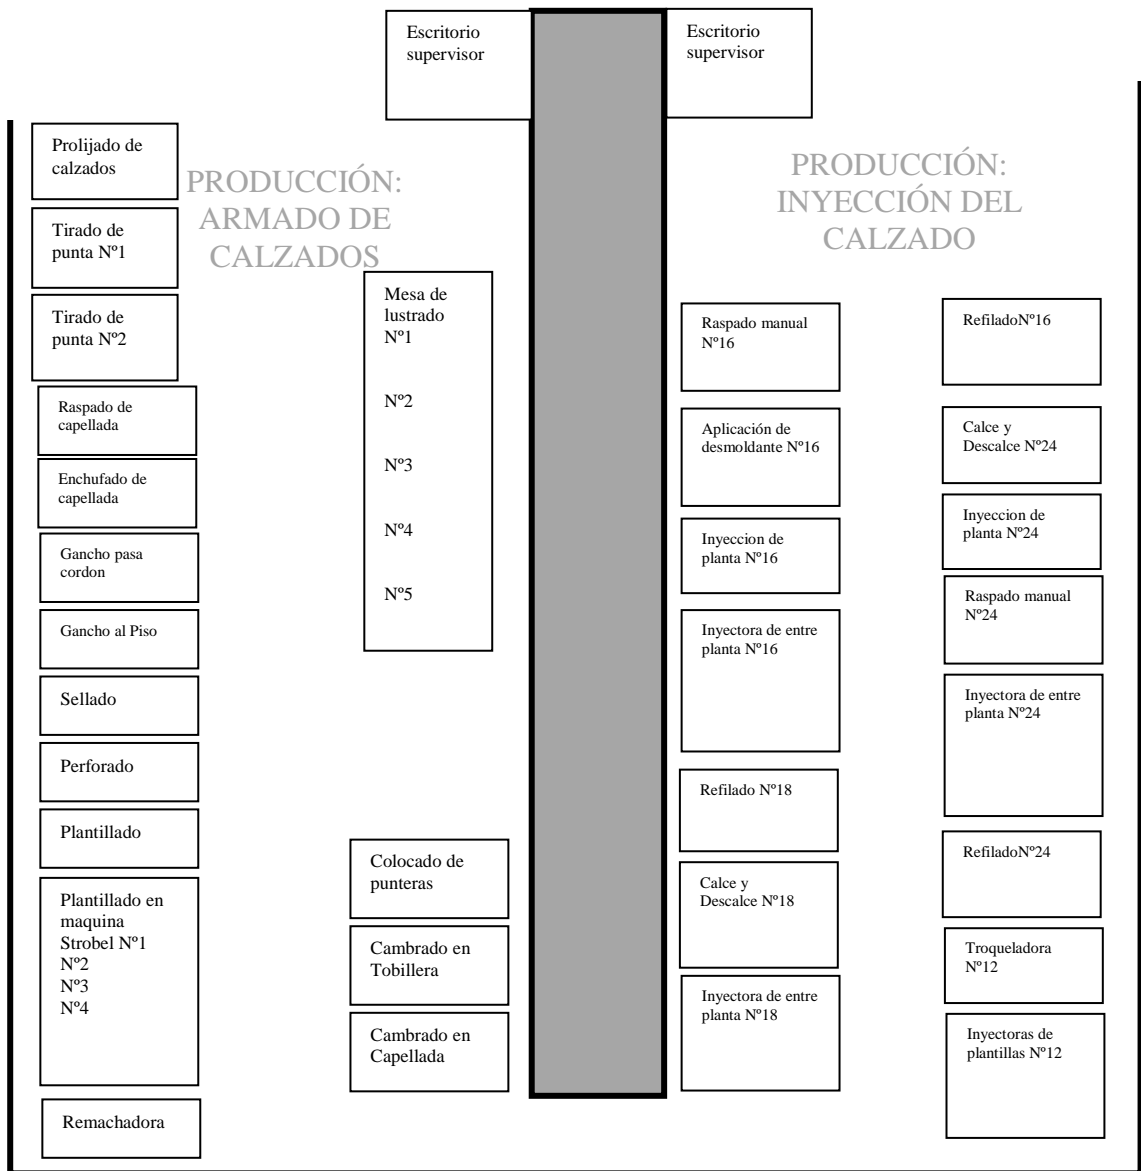 Escritorio
supervisor
Escritorio
supervisor
PRODUCCIÓN:
ARMADO DE
CALZADOS
Prolijado de
calzados
Tirado de
punta Nº1
Tirado de
punta Nº2
Raspado de
capellada
Enchufado de
capellada
Gancho pasa
cordon
Gancho al Piso
Sellado
Perforado
Plantillado
Plantillado en
maquina
Strobel Nº1
Nº2
Nº3
Nº4
Remachadora
Mesa de
lustrado
Nº1
Nº2
Nº3
Nº4
Nº5
Colocado de
punteras
Cambrado en
Tobillera
Cambrado en
Capellada
PRODUCCIÓN:
INYECCIÓN DEL
CALZADO
Raspado manual
Nº16
Aplicación de
desmoldante Nº16
Inyeccion de
planta Nº16
Inyectora de entre
planta Nº16
Refilado Nº18
Calce y
Descalce Nº18
Inyectora de entre
planta Nº18
RefiladoNº16
Calce y
Descalce Nº24
Inyeccion de
planta Nº24
Raspado manual
Nº24
Inyectora de entre
planta Nº24
RefiladoNº24
Troqueladora
Nº12
Inyectoras de
plantillas Nº12